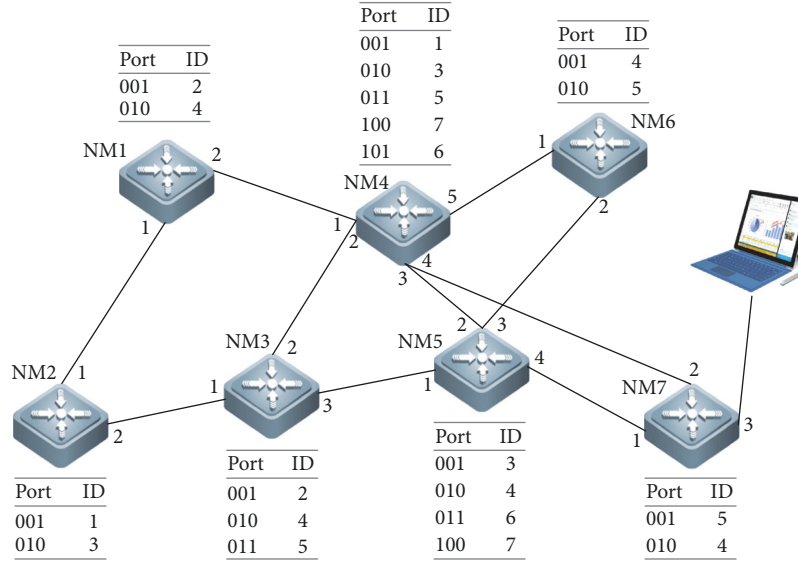 Port ID
001 2
010 4
Port ID
001 1
010 3
011 5
100 7
101 6
Port ID
001 4
010 5
NM1
2
1
NM4
1
2
5
3
4
NM6
1
2
NM2
1
2
NM3
2
1
3
NM5
2
3
1
4
NM7
2
1
3
Port ID
001 1
010 3
Port ID
001 2
010 4
011 5
Port ID
001 3
010 4
011 6
100 7
Port ID
001 5
010 4